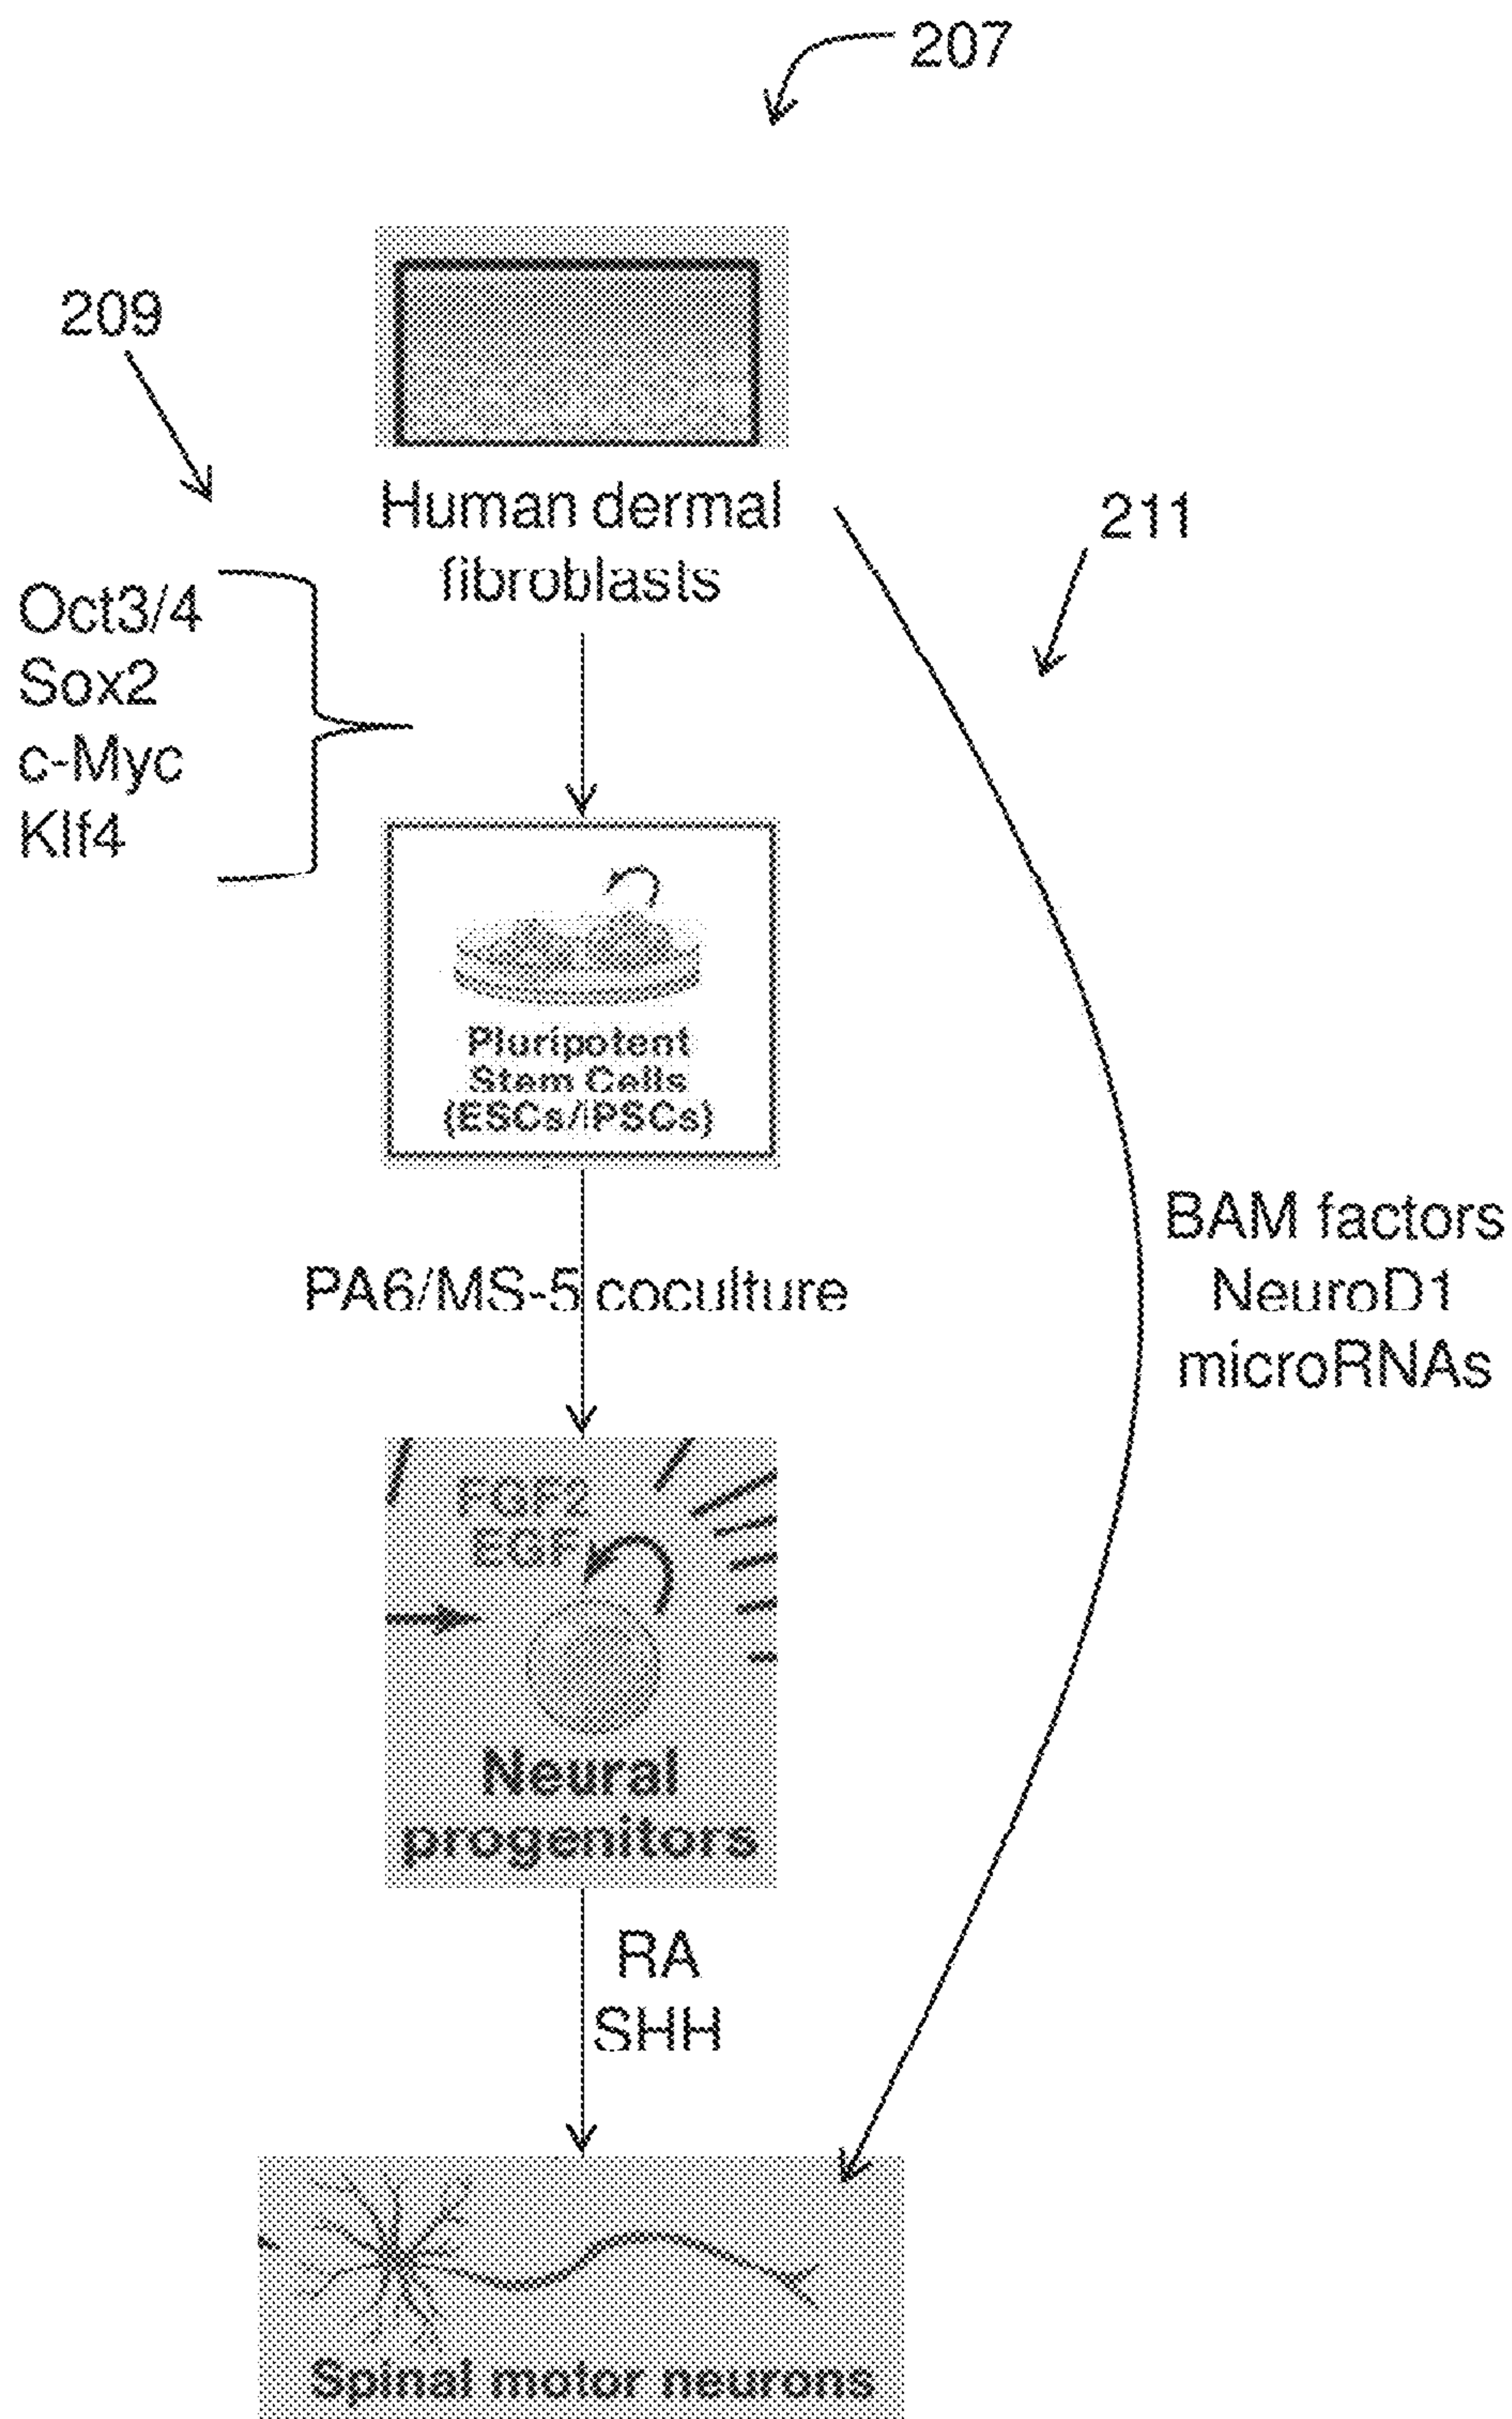 207
209
Human dermal
fibroblasts
211
Oct3/4
Sox2
c-Myc
Klf4
Pluripotent
Stem Cells
(ESCs/iPSCs)
PA6/MS-5 coculture
BAM factors
NeuroD1
microRNAs
FGF2
EGF
Neural
progenitors
RA
SHH
Spinal motor neurons